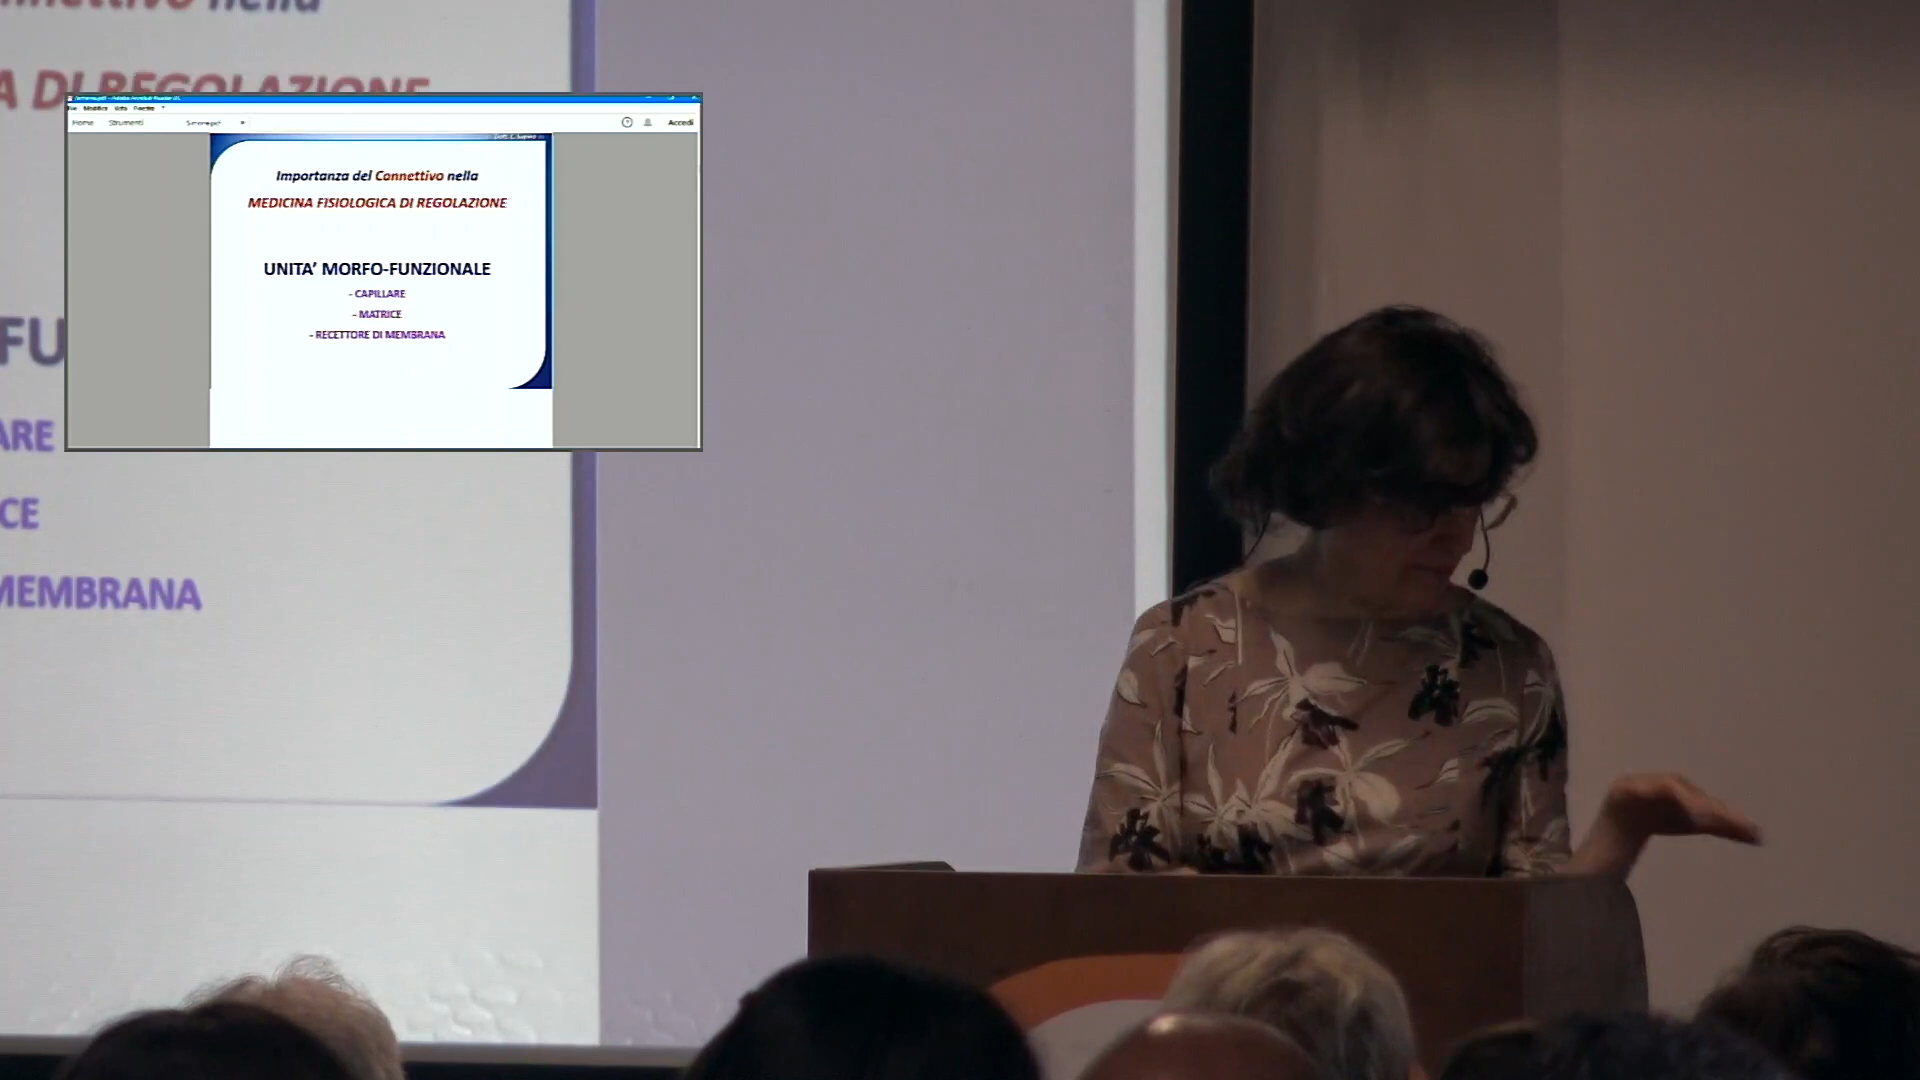 nella
A DI REGOLAZIONE
Home Strumenti Accedi
Importanza del Connettivo nella
MEDICINA FISIOLOGICA DI REGOLAZIONE
UNITA' MORFO-FUNZIONALE
- CAPILLARE
- MATRICE
- RECETTORE DI MEMBRANA
FU
ARE
CE
MEMBRANA